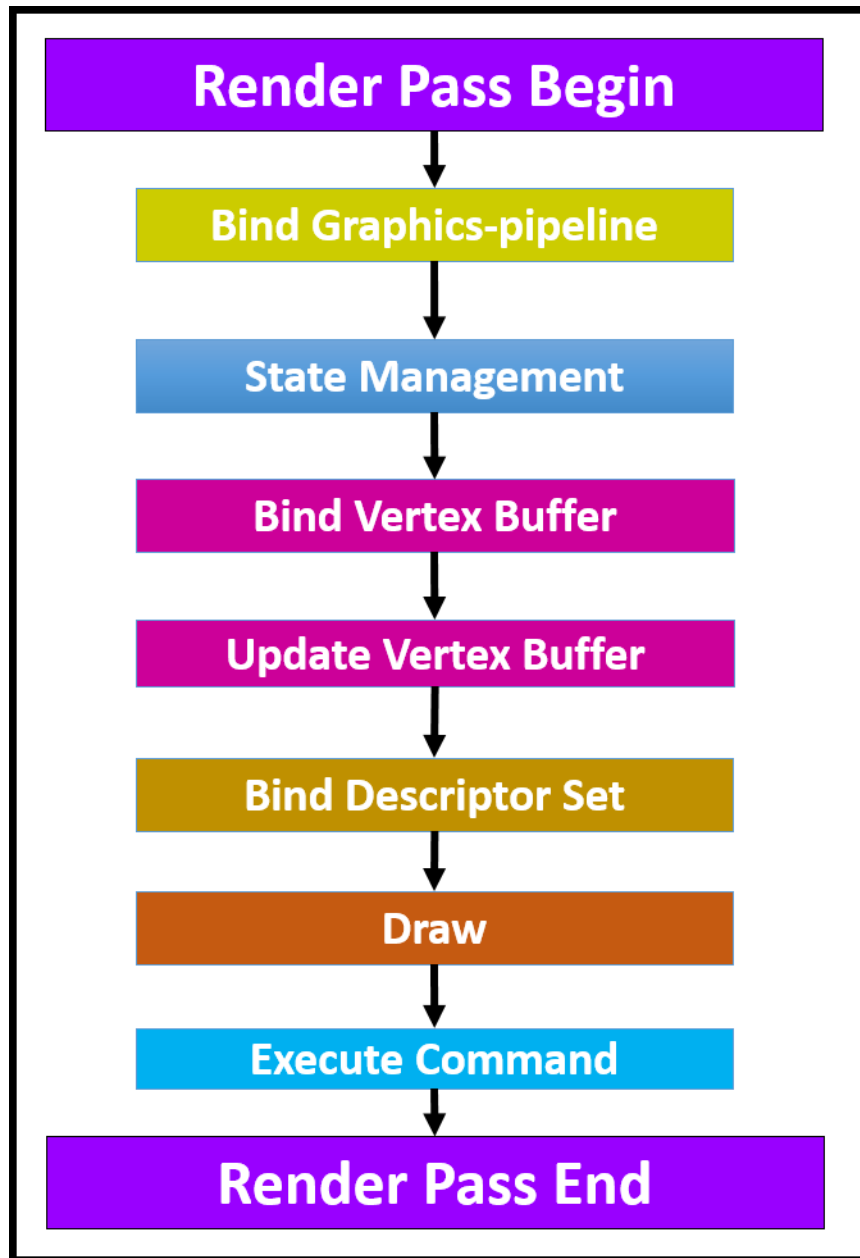 Render Pass Begin
Bind Graphics-pipeline
State Management
Bind Vertex Buffer
Update Vertex Buffer
Bind Descriptor Set
Draw
Execute Command
Render Pass End